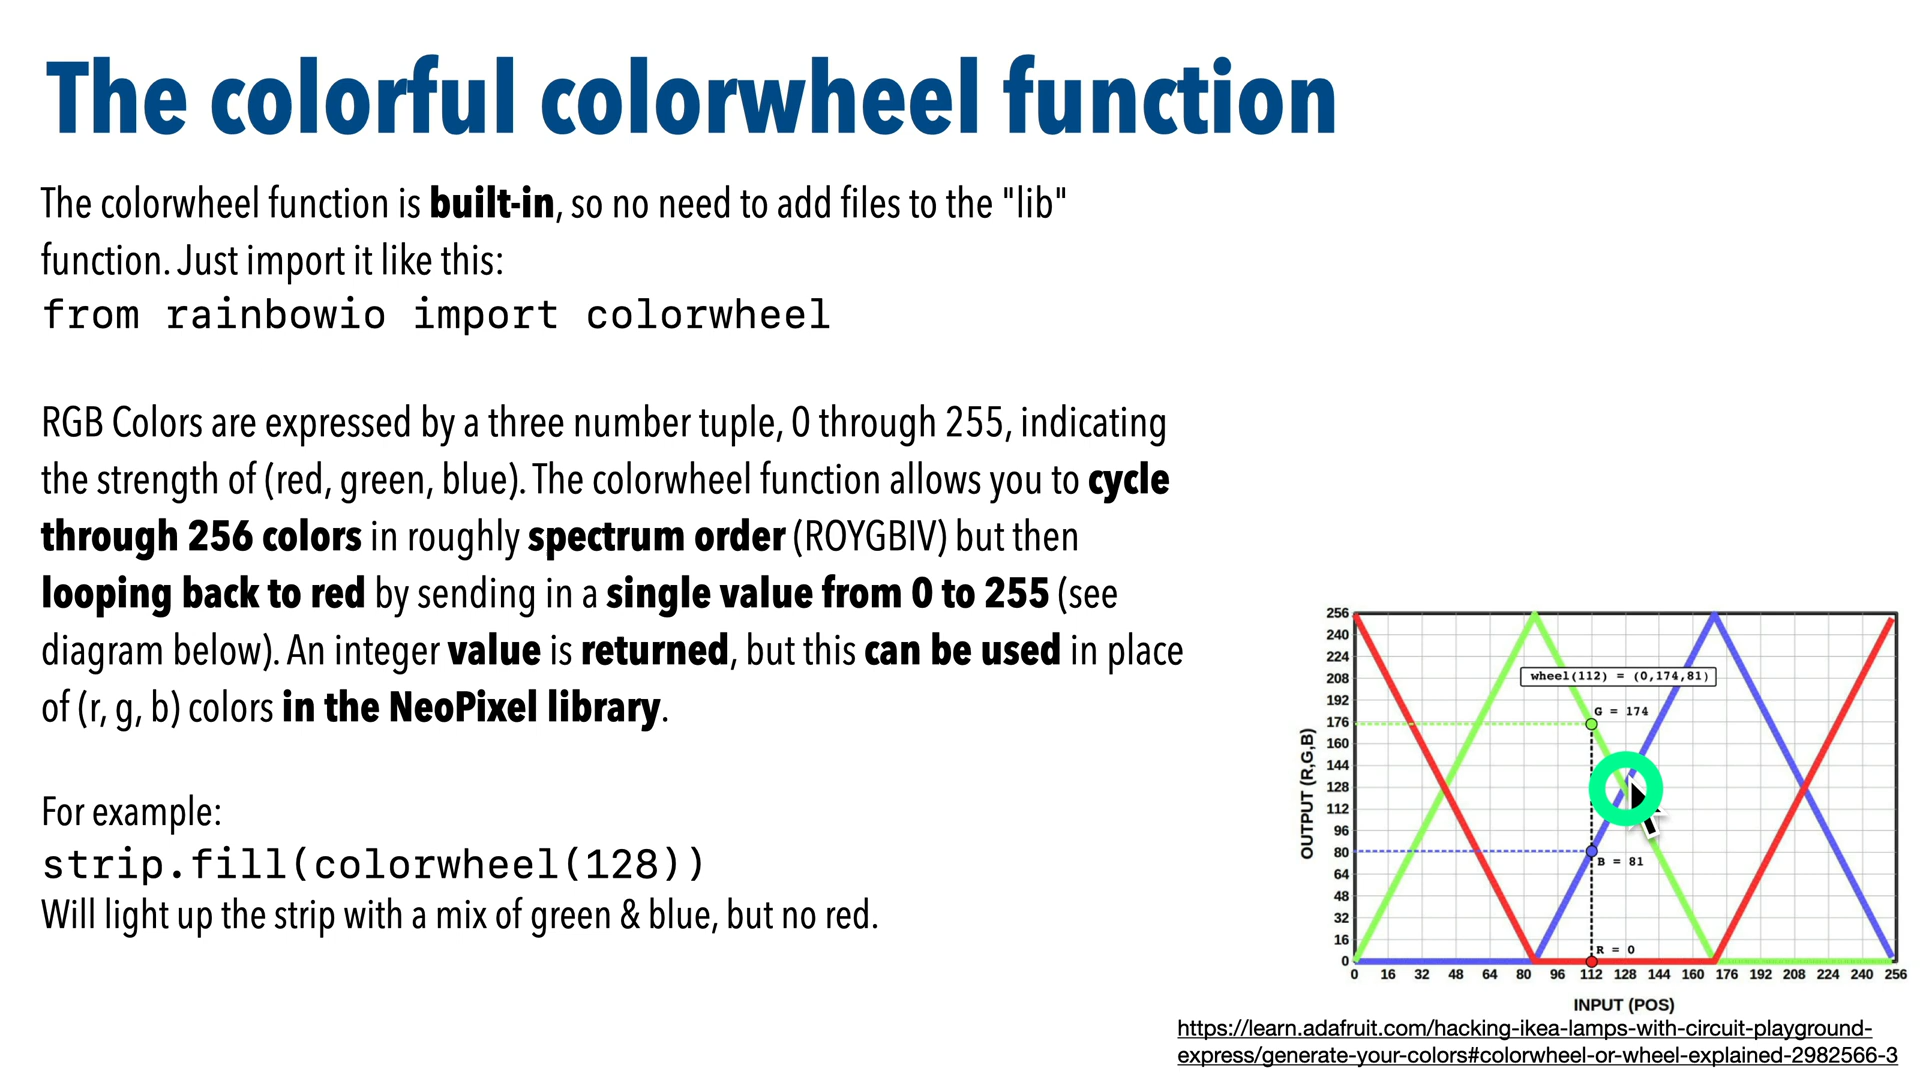 The colorful colorwheel function
The colorwheel function is built-in, so no need to add files to the "lib"
function. Just import it like this:
from rainbowio import colorwheel
RGB Colors are expressed by a three number tuple, 0 through 255, indicating
the strength of (red, green, blue). The colorwheel function allows you to cycle
through 256 colors in roughly spectrum order (ROYGBIV) but then
looping back to red by sending in a single value from 0 to 255 (see
diagram below). An integer value is returned, but this can be used in place
of (r, g, b) colors in the NeoPixel library.
For example:
strip.fill(colorwheel(128))
Will light up the strip with a mix of green & blue, but no red.
OUTPUT (R,G,B)
256
240
224
208
192
176
160
144
128
112
96
80
64
48
32
16
0
wheel(112) = (0,174,81)
G = 174
B = 81
R = 0
0 16 32 48 64 80 96 112 128 144 160 176 192 208 224 240 256
INPUT (POS)
https://learn.adafruit.com/hacking-ikea-lamps-with-circuit-playground-
express/generate-your-colors#colorwheel-or-wheel-explained-2982566-3